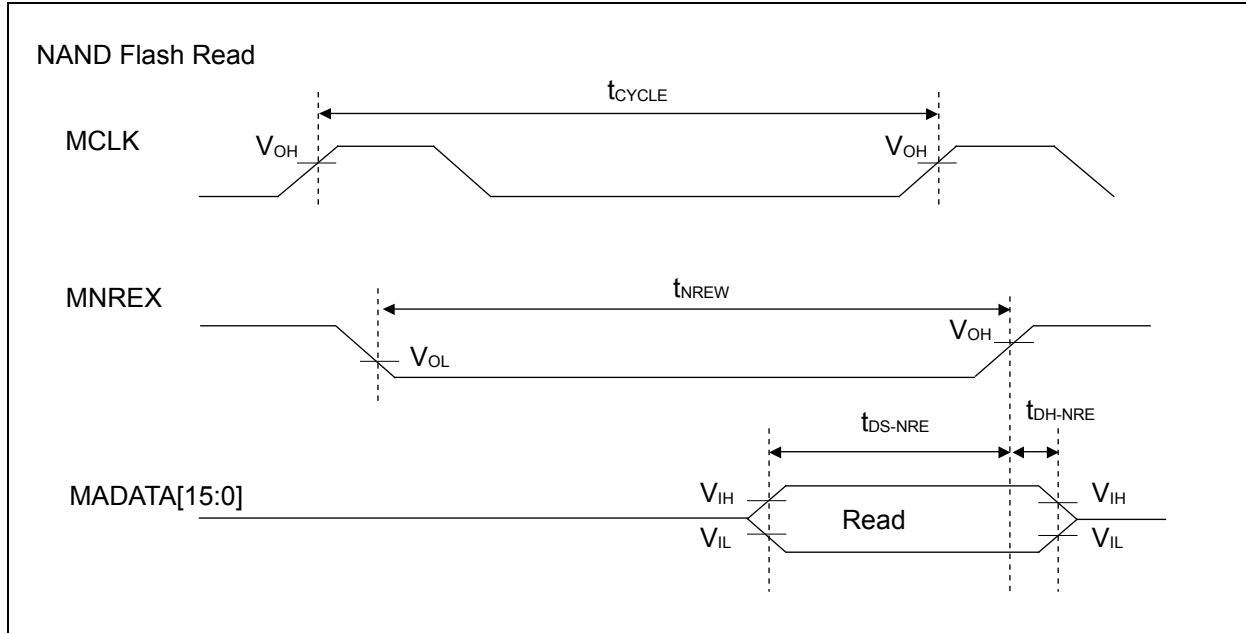 NAND Flash Read
tCYCLE
MCLK
VOH
VOH
tNREW
MNREX
VOH
VOL
tDS-NRE
tDH-NRE
MADATA[15:0]
VIH
VIH
Read
VIL
VIL